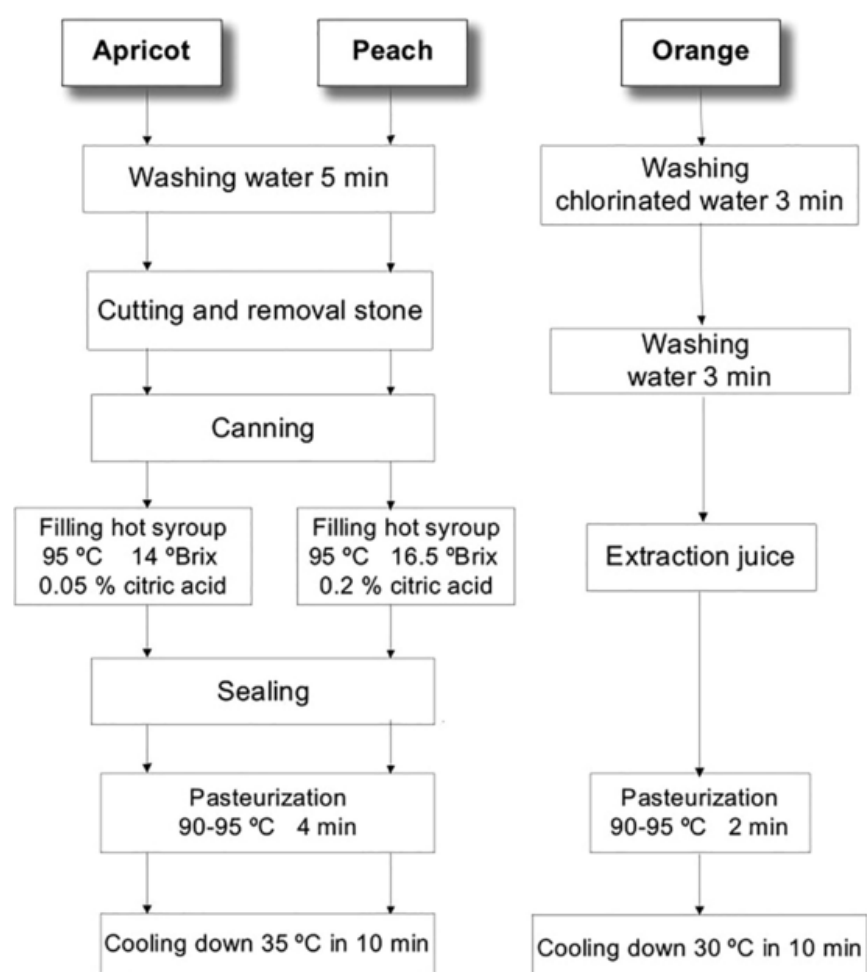 Apricot
Peach
Orange
Washing water 5 min
Washing
chlorinated water 3 min
Cutting and removal stone
Washing
water 3 min
Canning
Filling hot syroup
95 ºC 14 ºBrix
0.05 % citric acid
Filling hot syroup
95 ºC 16.5 ºBrix
0.2 % citric acid
Extraction juice
Sealing
Pasteurization
90-95 ºC 4 min
Pasteurization
90-95 ºC 2 min
Cooling down 35 ºC in 10 min
Cooling down 30 ºC in 10 min